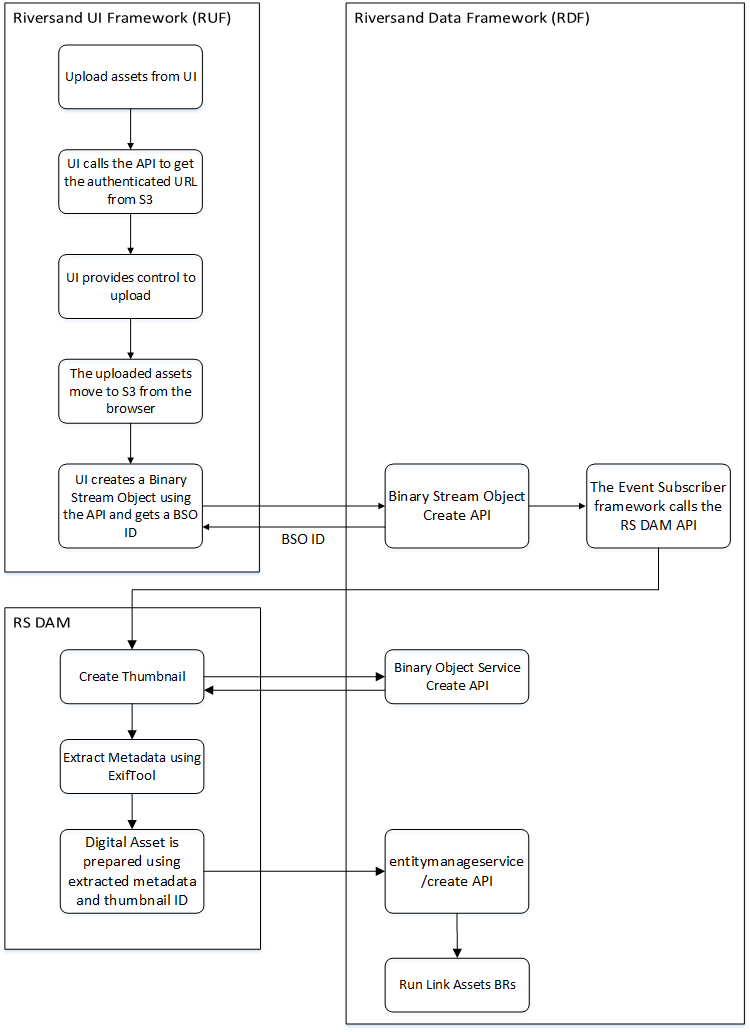 Riversand UI Framework (RUF)
Upload assets from UI
UI calls the API to get
the authenticated URL
from S3
UI provides control to
upload
The uploaded assets
move to S3 from the
browser
UI creates a Binary
Stream Object using
the API and gets a BSO
ID
BSO ID
Riversand Data Framework (RDF)
Binary Stream Object
Create API
The Event Subscriber
framework calls the
RS DAM API
RS DAM
Create Thumbnail
Binary Object Service
Create API
Extract Metadata using
ExifTool
Digital Asset is
prepared using
extracted metadata
and thumbnail ID
entitymanageservice
/create API
Run Link Assets BRs